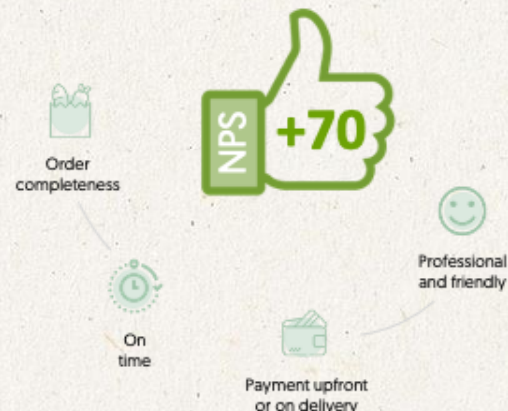 NPS
+70
Order
completeness
Professional
and friendly
On
time
Payment upfront
or on delivery